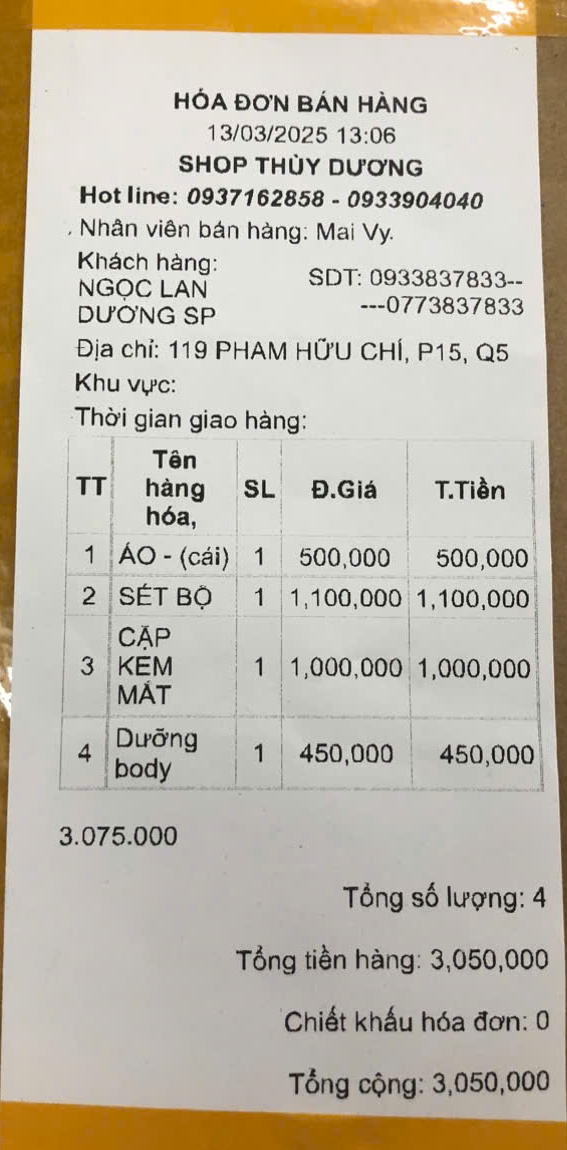 HÓA ĐƠN BÁN HÀNG
13/03/2025 13:06
SHOP THÙY DƯƠNG
Hot line: 0937162858 - 0933904040
Nhân viên bán hàng: Mai Vy.
Khách hàng:
NGỌC LAN
DƯƠNG SP
SDT: 0933837833--
---0773837833
Địa chỉ: 119 PHAM HỮU CHÍ, P15, Q5
Khu vực:
Thời gian giao hàng:
TT Tên hàng hóa, SL Đ.Giá T.Tiền
1 ÁO - (cái) 1 500,000 500,000
2 SÉT BỘ 1 1,100,000 1,100,000
3 CẶP KEM MẮT 1 1,000,000 1,000,000
4 Dưỡng body 1 450,000 450,000
3.075.000
Tổng số lượng: 4
Tổng tiền hàng: 3,050,000
Chiết khấu hóa đơn: 0
Tổng cộng: 3,050,000